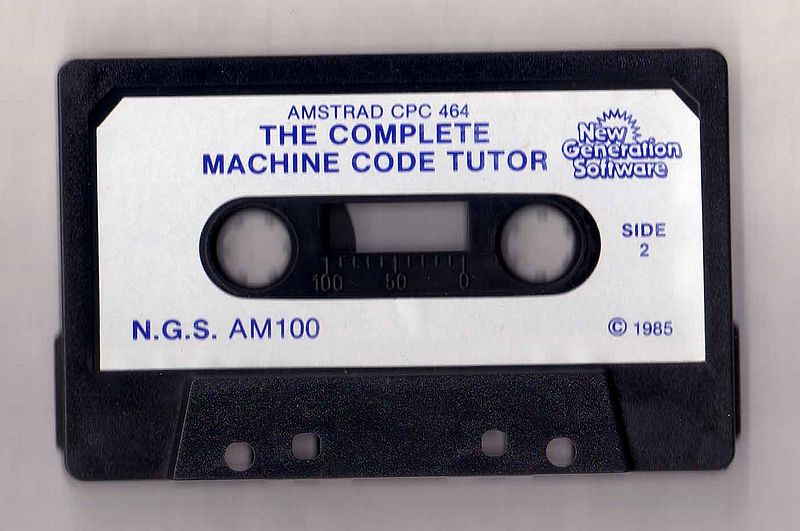 AMSTRAD CPC 464
THE COMPLETE
MACHINE CODE TUTOR
New
Generation
Software
SIDE
2
100 50 0
N.G.S. AM100
© 1985